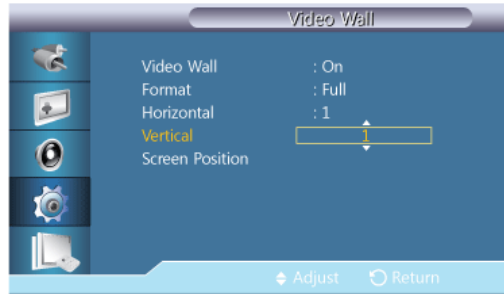 Video Wall
Video Wall : On
Format : Full
Horizontal : 1
Vertical 1
Screen Position
Adjust Return